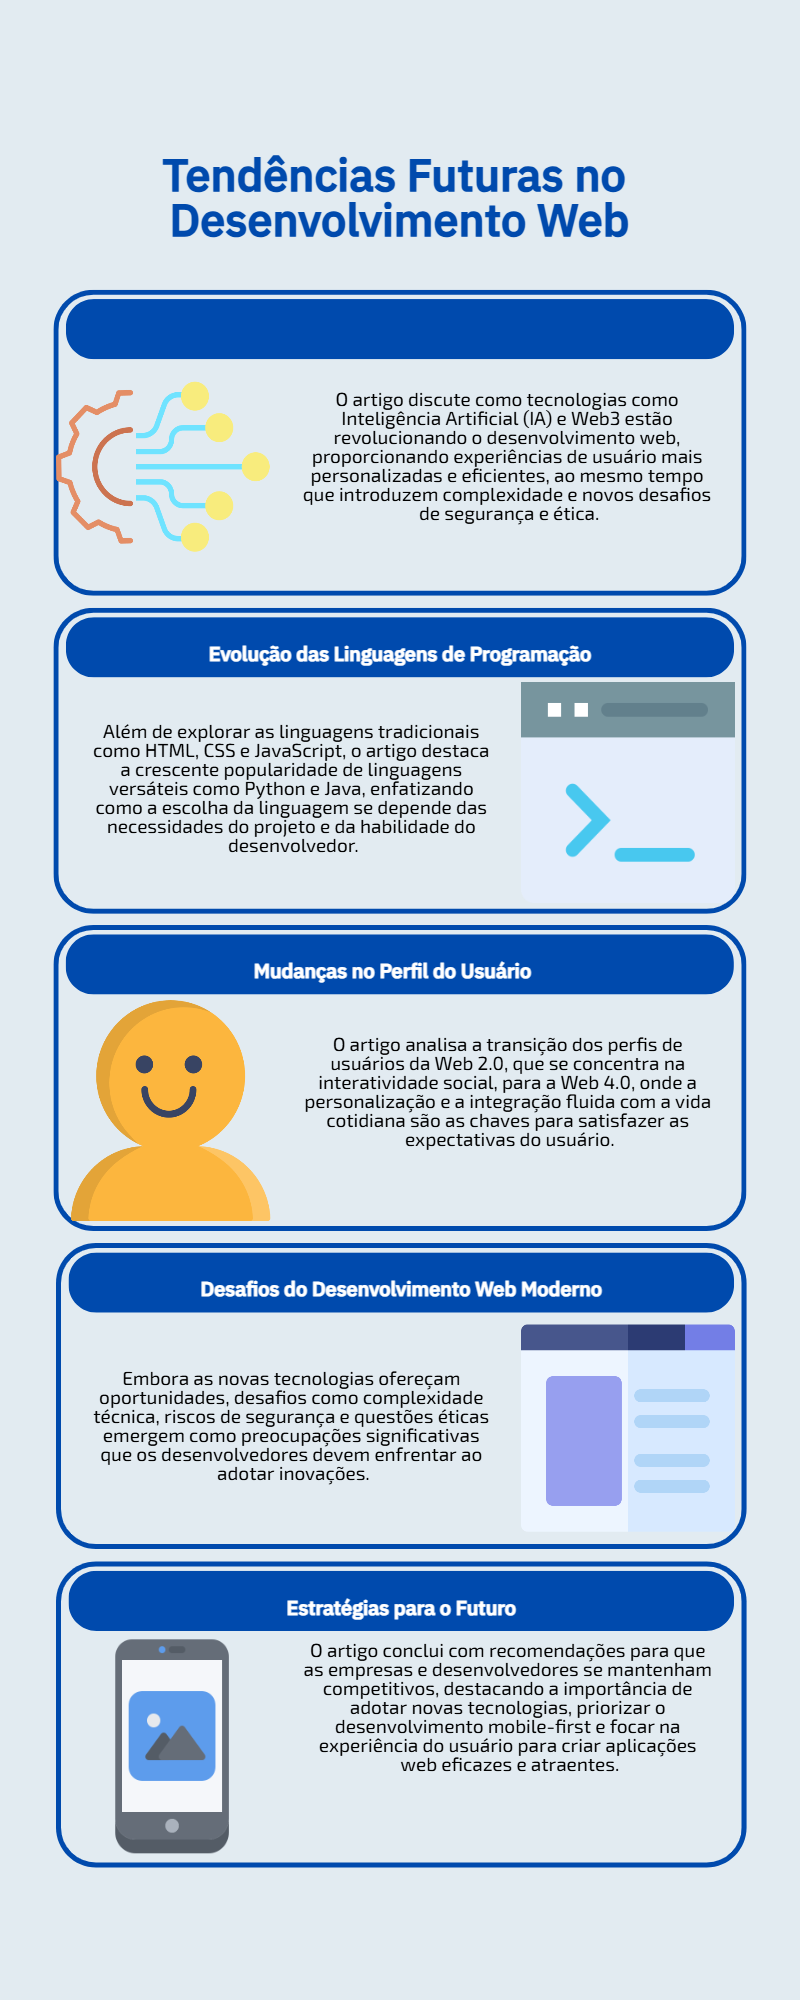 Tendências Futuras no
Desenvolvimento Web
O artigo discute como tecnologias como
Inteligência Artificial (IA) e Web3 estão
revolucionando o desenvolvimento web,
proporcionando experiências de usuário mais
personalizadas e eficientes, ao mesmo tempo
que introduzem complexidade e novos desafios
de segurança e ética.
Evolução das Linguagens de Programação
Além de explorar as linguagens tradicionais
como HTML, CSS e JavaScript, o artigo destaca
a crescente popularidade de linguagens
versáteis como Python e Java, enfatizando
como a escolha da linguagem se depende das
necessidades do projeto e da habilidade do
desenvolvedor.
Mudanças no Perfil do Usuário
O artigo analisa a transição dos perfis de
usuários da Web 2.0, que se concentra na
interatividade social, para a Web 4.0, onde a
personalização e a integração fluida com a vida
cotidiana são as chaves para satisfazer as
expectativas do usuário.
Desafios do Desenvolvimento Web Moderno
Embora as novas tecnologias ofereçam
oportunidades, desafios como complexidade
técnica, riscos de segurança e questões éticas
emergem como preocupações significativas
que os desenvolvedores devem enfrentar ao
adotar inovações.
Estratégias para o Futuro
O artigo conclui com recomendações para que
as empresas e desenvolvedores se mantenham
competitivos, destacando a importância de
adotar novas tecnologias, priorizar o
desenvolvimento mobile-first e focar na
experiência do usuário para criar aplicações
web eficazes e atraentes.